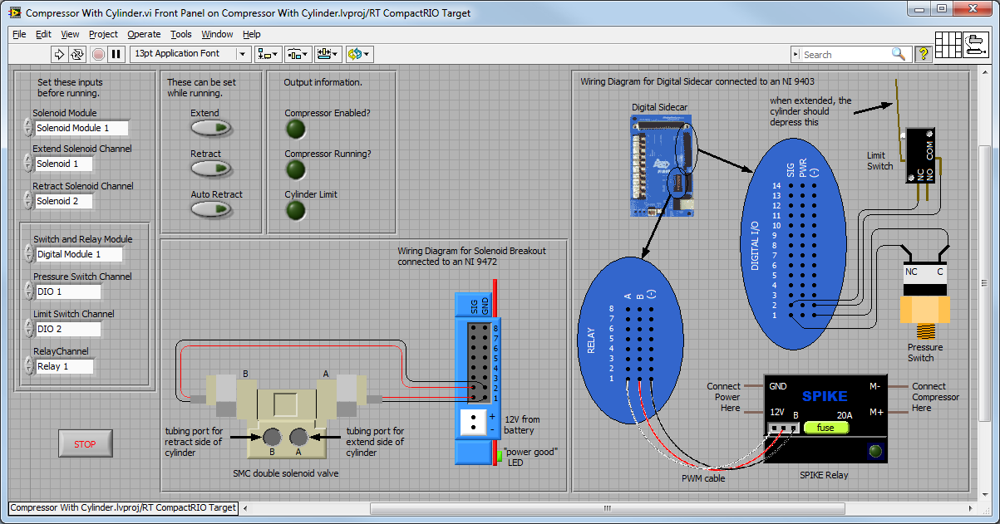 Compressor With Cylinder.vi Front Panel on Compressor With Cylinder.lvproj/RT CompactRIO Target
File Edit View Project Operate Tools Window Help
13pt Application Font
Search
?
Set these inputs
before running.
Solenoid Module
Solenoid Module 1
Extend Solenoid Channel
Solenoid 1
Retract Solenoid Channel
Solenoid 2
Switch and Relay Module
Digital Module 1
Pressure Switch Channel
DIO 1
Limit Switch Channel
DIO 2
RelayChannel
Relay 1
STOP
These can be set
while running.
Extend
Retract
Auto Retract
Output information.
Compressor Enabled?
Compressor Running?
Cylinder Limit
Wiring Diagram for Solenoid Breakout
connected to an NI 9472
SIG
GND
8
7
6
5
4
3
2
1
+
-
12V from
battery
"power good"
LED
B
A
tubing port for
retract side of
cylinder
B
A
tubing port for
extend side of
cylinder
SMC double solenoid valve
Wiring Diagram for Digital Sidecar connected to an NI 9403
Digital Sidecar
when extended, the
cylinder should
depress this
Limit
Switch
COM
NC
NO
SIG
PWR
(-)
14
13
12
11
10
9
8
7
6
5
4
3
2
1
DIGITAL I/O
NC C
Pressure
Switch
A
B
(-)
8
7
6
5
4
3
2
1
RELAY
Connect
Power
Here
GND
M-
SPIKE
12V
B
20A
M+
fuse
Connect
Compressor
Here
PWM cable
SPIKE Relay
Compressor With Cylinder.lvproj/RT CompactRIO Target